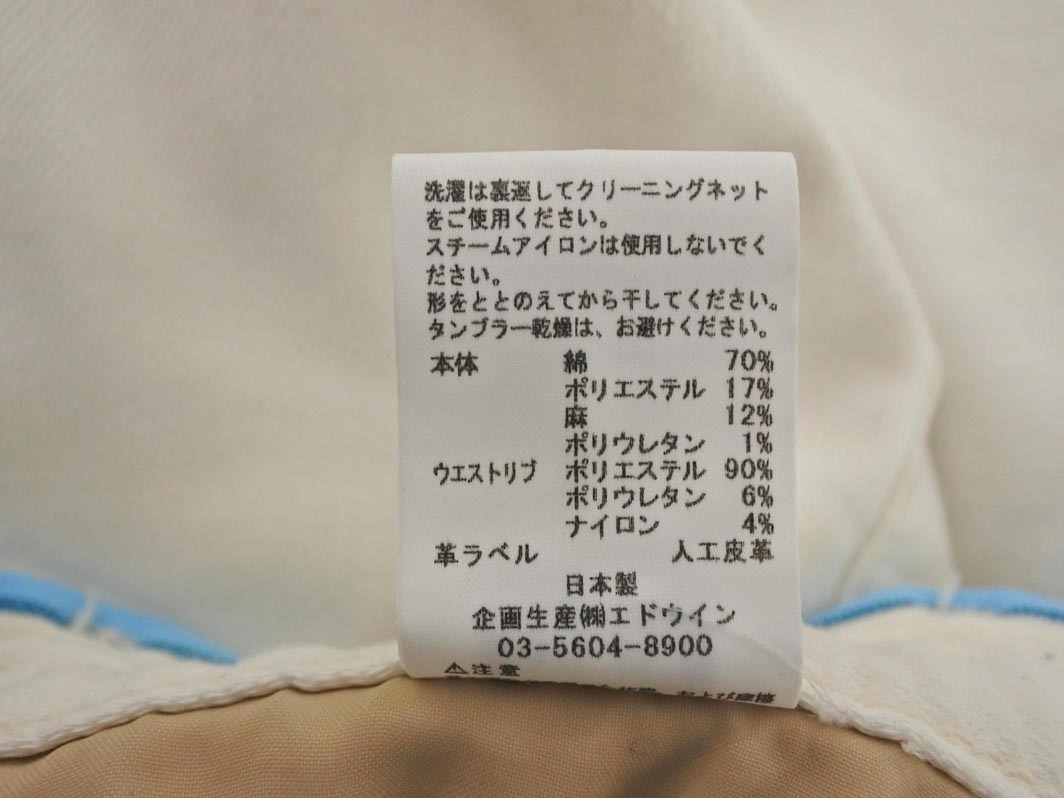 洗濯は裏返してクリーニングネット
をご使用ください。
スチームアイロンは使用しないでく
ださい。
形をととのえてから干してください。
タンブラー乾燥は、お避けください。
本体 綿 70%
ポリエステル 17%
麻 12%
ポリウレタン 1%
ウエストリブ ポリエステル 90%
ポリウレタン 6%
ナイロン 4%
革ラベル 人工皮革
日本製
企画生産㈱エドウイン
03-5604-8900
⚠注意
および摩擦